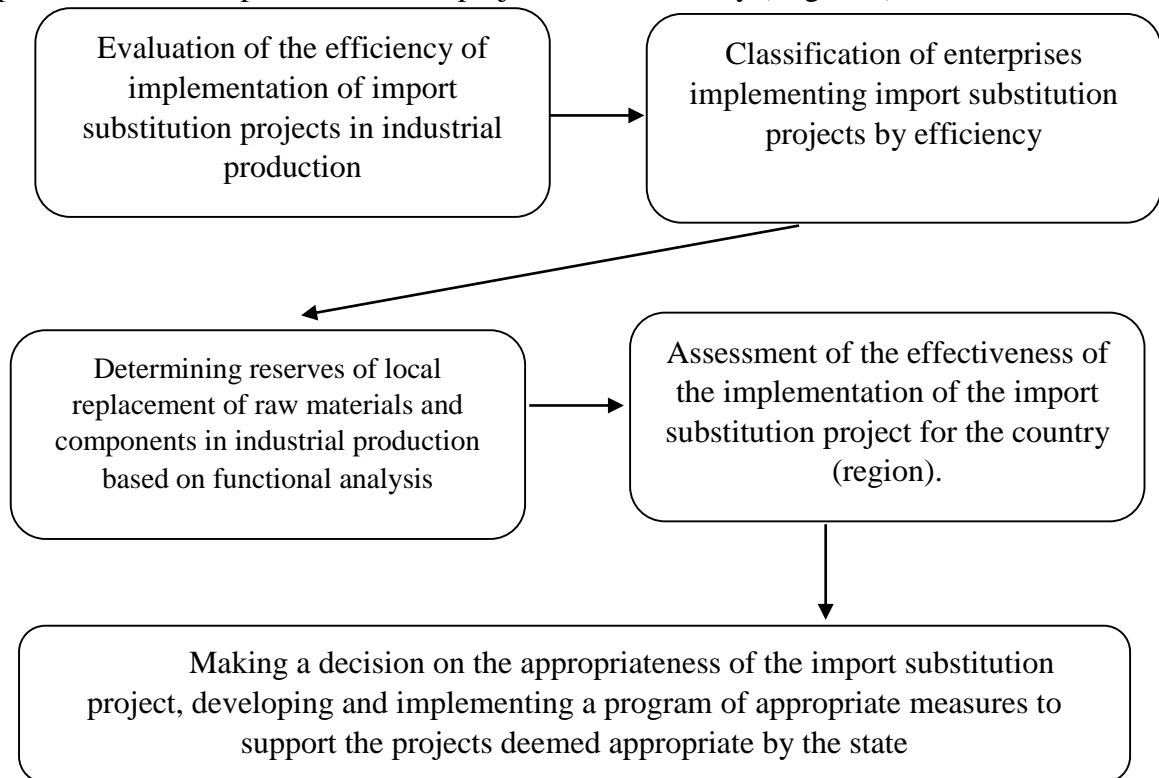 Evaluation of the efficiency of
implementation of import
substitution projects in industrial
production
Classification of enterprises
implementing import substitution
projects by efficiency
Determining reserves of local
replacement of raw materials and
components in industrial production
based on functional analysis
Assessment of the effectiveness of
the implementation of the import
substitution project for the country
(region).
Making a decision on the appropriateness of the import substitution
project, developing and implementing a program of appropriate measures to
support the projects deemed appropriate by the state